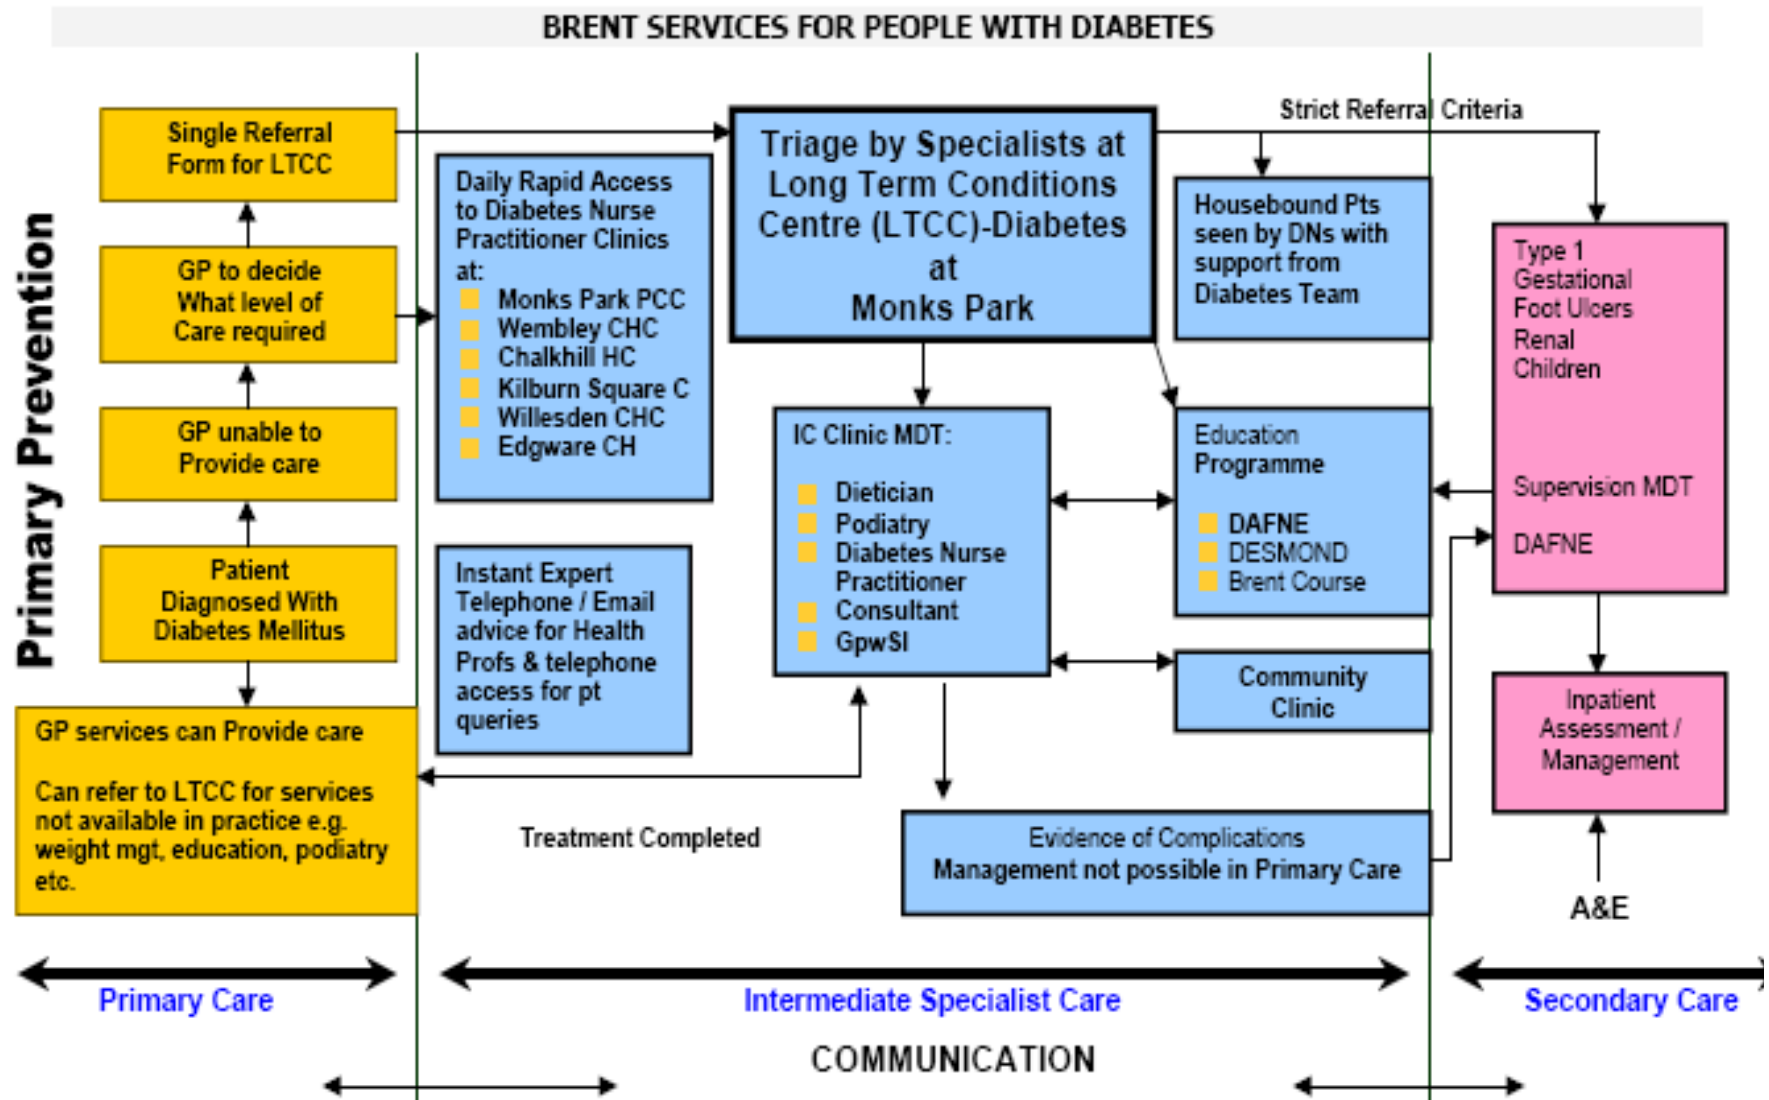 BRENT SERVICES FOR PEOPLE WITH DIABETES
Primary Prevention
Single Referral
Form for LTCC
GP to decide
What level of
Care required
GP unable to
Provide care
Patient
Diagnosed With
Diabetes Mellitus
GP services can Provide care
Can refer to LTCC for services
not available in practice e.g.
weight mgt, education, podiatry
etc.
Daily Rapid Access
to Diabetes Nurse
Practitioner Clinics
at:
Monks Park PCC
Wembley CHC
Chalkhill HC
Kilburn Square C
Willesden CHC
Edgware CH
Instant Expert
Telephone / Email
advice for Health
Profs & telephone
access for pt
queries
Treatment Completed
Triage by Specialists at
Long Term Conditions
Centre (LTCC)-Diabetes
at
Monks Park
IC Clinic MDT:
Dietician
Podiatry
Diabetes Nurse
Practitioner
Consultant
GpwSI
Strict Referral Criteria
Housebound Pts
seen by DNs with
support from
Diabetes Team
Education
Programme
DAFNE
DESMOND
Brent Course
Community
Clinic
Evidence of Complications
Management not possible in Primary Care
Type 1
Gestational
Foot Ulcers
Renal
Children
Supervision MDT
DAFNE
Inpatient
Assessment /
Management
A&E
Primary Care
Intermediate Specialist Care
Secondary Care
COMMUNICATION